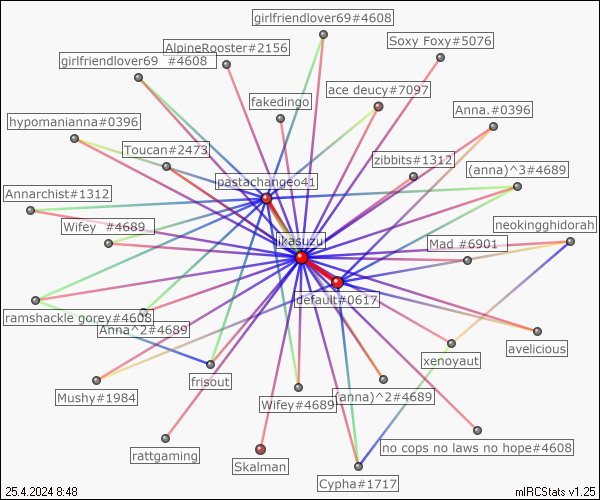 girlfriendlover69#4608
Soxy Foxy#5076
AlpineRooster#2156
girlfriendlover69  #4608
ace deucy#7097
fakedingo
Anna.#0396
hypomanianna#0396
Toucan#2473
zibbits#1312
(anna)^3#4689
pastachangeo41
Annarchist#1312
Wifey  #4689
neokingghidorah
ikasuzu
Mad #6901
default#0617
ramshackle gorey#4608
Anna^2#4689
avelicious
xenoyaut
frisout
Mushy#1984
Wifey#4689
(anna)^2#4689
no cops no laws no hope#4608
rattgaming
Skalman
Cypha#1717
25.4.2024 8:48
mIRCStats v1.25